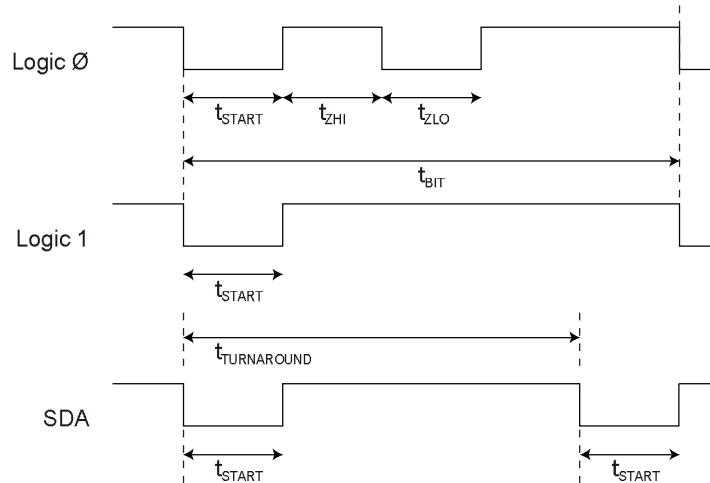 Logic Ø
tSTART
tZHI
tZLO
tBIT
Logic 1
tSTART
tTURNAROUND
SDA
tSTART
tSTART